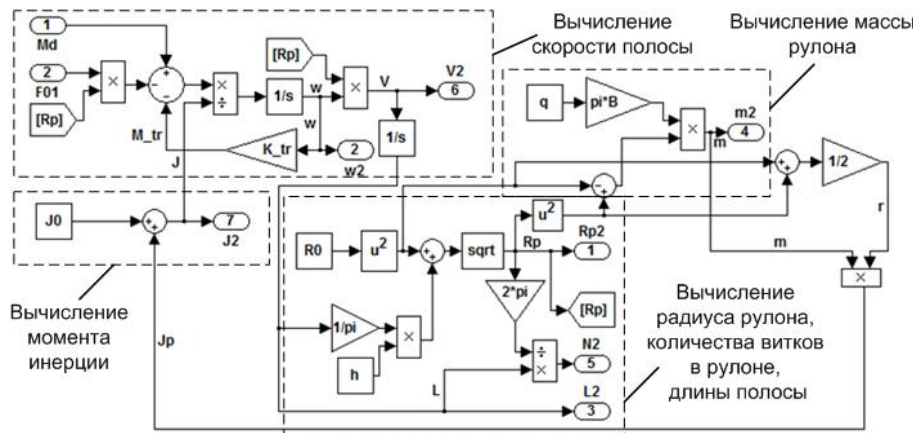 1
Md
2
F01
[Rp]
×
+
-
-
×
÷
1/s
w
[Rp]
×
V
V2
6
M_tr
K_tr
w
2
w2
1/s
J
Вычисление
скорости полосы
Вычисление массы
рулона
q
pi*B
×
m
m2
4
-
+
+
+
1/2
r
m
×
J0
+
+
7
J2
Вычисление
момента
инерции
Jp
R0
u²
+
+
sqrt
Rp
u²
Rp2
1
2*pi
[Rp]
1/pi
×
h
÷
×
N2
5
L
L2
3
Вычисление
радиуса рулона,
количества витков
в рулоне,
длины полосы